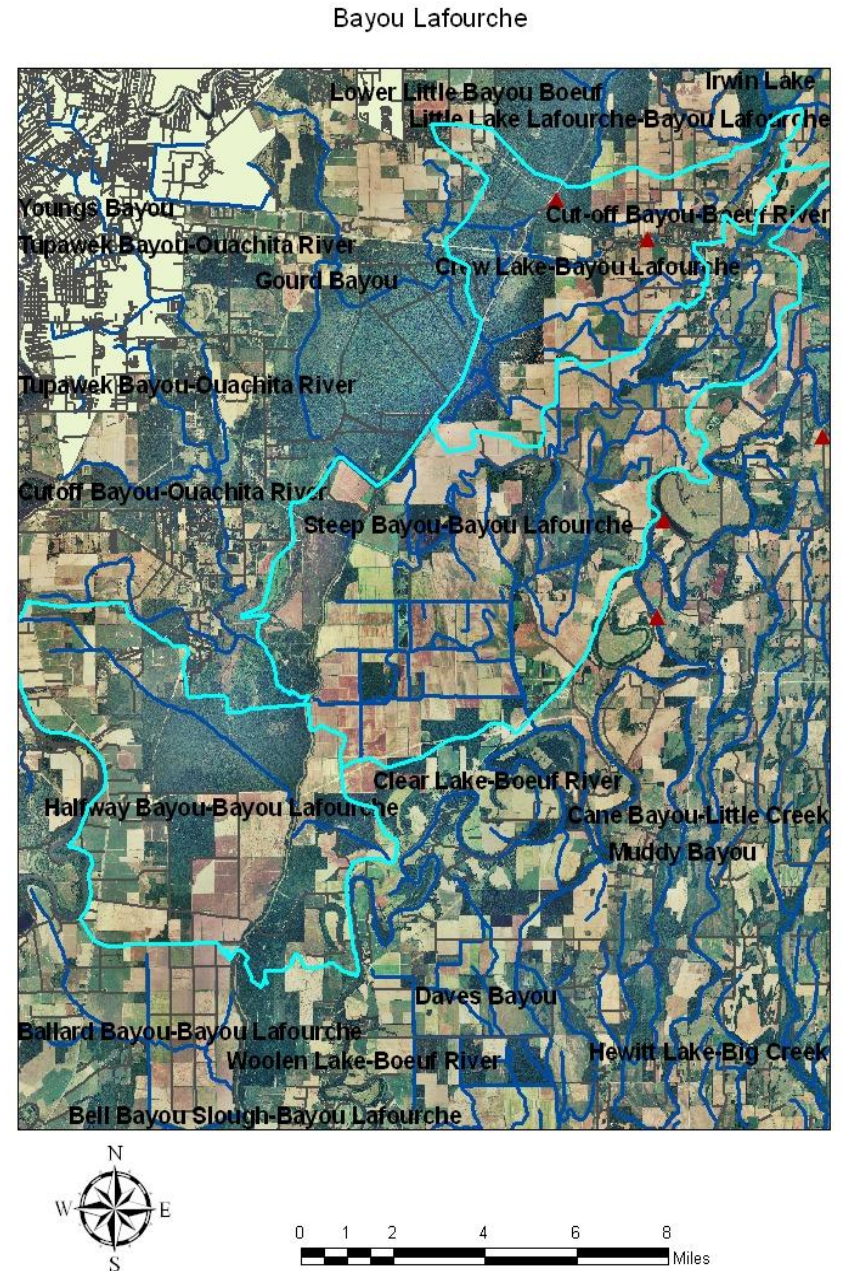 Bayou Lafourche
Irwin Lake
Lower Little Bayou Boeuf
Little Lake Lafourche-Bayou Lafourche
Youngs Bayou
Cut-off Bayou-Boeuf River
Tupawek Bayou-Ouachita River
Crew Lake-Bayou Lafourche
Gourd Bayou
Tupawek Bayou-Ouachita River
Cutoff Bayou-Ouachita River
Steep Bayou-Bayou Lafourche
Clear Lake-Boeuf River
Halfway Bayou-Bayou Lafourche
Cane Bayou-Little Creek
Muddy Bayou
Daves Bayou
Ballard Bayou-Bayou Lafourche
Hewitt Lake-Big Creek
Woolen Lake-Boeuf River
Bell Bayou Slough-Bayou Lafourche
N
W E
S
0 1 2 4 6 8
Miles